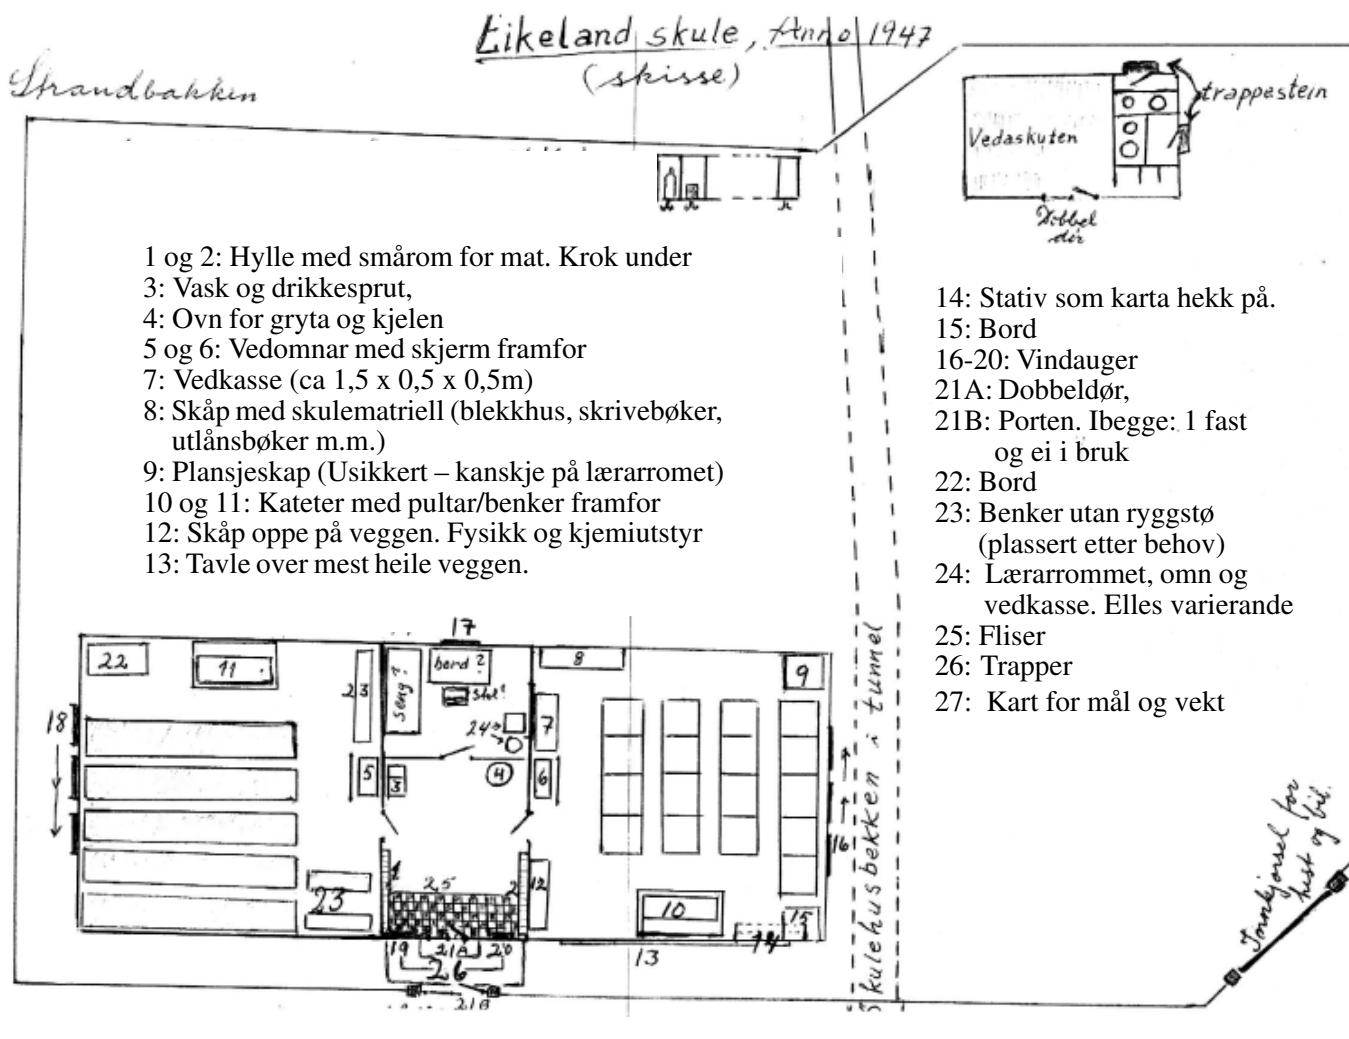 Eikeland skule, Anno 1947
(skisse)
Strandbakken
trappestein
Vedaskuten
Dibbel
dör
1 og 2: Hylle med smårom for mat. Krok under
3: Vask og drikkesprut,
4: Ovn for gryta og kjelen
5 og 6: Vedomnar med skjerm framfor
7: Vedkasse (ca 1,5 x 0,5 x 0,5m)
8: Skåp med skulematriell (blekkhus, skrivebøker,
utlånsbøker m.m.)
9: Plansjeskap (Usikkert – kanskje på lærarromet)
10 og 11: Kateter med pultar/benker framfor
12: Skåp oppe på veggen. Fysikk og kjemiutstyr
13: Tavle over mest heile veggen.
14: Stativ som karta hekk på.
15: Bord
16-20: Vindauger
21A: Dobbeldør,
21B: Porten. Ibegge: 1 fast
og ei i bruk
22: Bord
23: Benker utan ryggstø
(plassert etter behov)
24: Lærarrommet, omn og
vedkasse. Elles varierande
25: Fliser
26: Trapper
27: Kart for mål og vekt
17
22
11
23
seng?
bord?
stol?
24
8
9
7
18
5
3
4
6
16
1
25
2
12
23
10
15
14
19
21A
20
26
13
21B
Skulehusbekken i tunnel
Innkjørsel for
hest og bil.